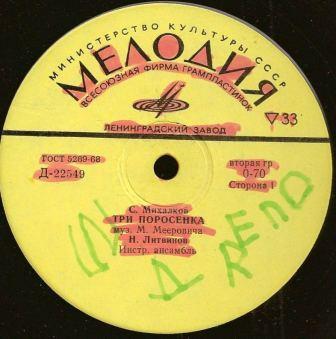 МИНИСТЕРСТВО КУЛЬТУРЫ СССР
МЕЛОДИЯ
ВСЕСОЮЗНАЯ ФИРМА ГРАМПЛАСТИНОК
33
ЛЕНИНГРАДСКИЙ ЗАВОД
ГОСТ 5269-68
Д-22549
вторая гр
0-70
Сторона 1
С. Михалков
ТРИ ПОРОСЕНКА
муз. М. Мееровича
Н. Литвинов
Инстр. ансамбль